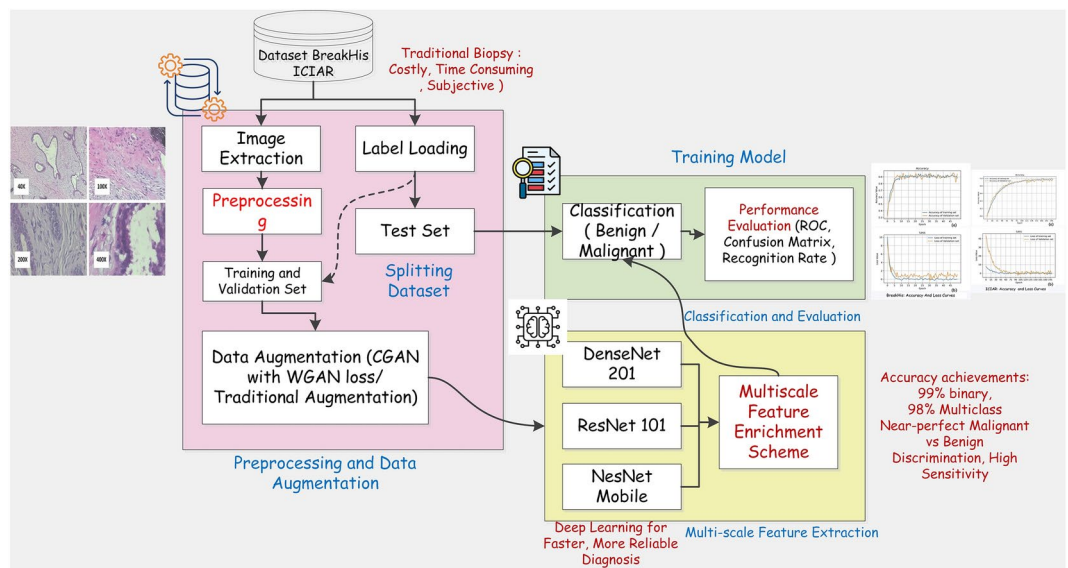 Dataset BreakHis
ICIAR
Traditional Biopsy :
Costly, Time Consuming
, Subjective )
Image
Extraction
Label Loading
Preprocessin
g
Test Set
Training and
Validation Set
Splitting
Dataset
Data Augmentation (CGAN
with WGAN loss/
Traditional Augmentation)
Preprocessing and Data
Augmentation
40X
100X
200X
400X
Training Model
Classification
( Benign /
Malignant )
Performance
Evaluation (ROC,
Confusion Matrix,
Recognition Rate )
Classification and Evaluation
DenseNet
201
ResNet 101
NesNet
Mobile
Multiscale
Feature
Enrichment
Scheme
Deep Learning for
Faster, More Reliable
Diagnosis
Multi-scale Feature Extraction
(a)
(b)
BreakHis: Accuracy And Loss Curves
(a)
(b)
ICIAR: Accuracy and Loss Curves
Accuracy achievements:
99% binary,
98% Multiclass
Near-perfect Malignant
vs Benign
Discrimination, High
Sensitivity